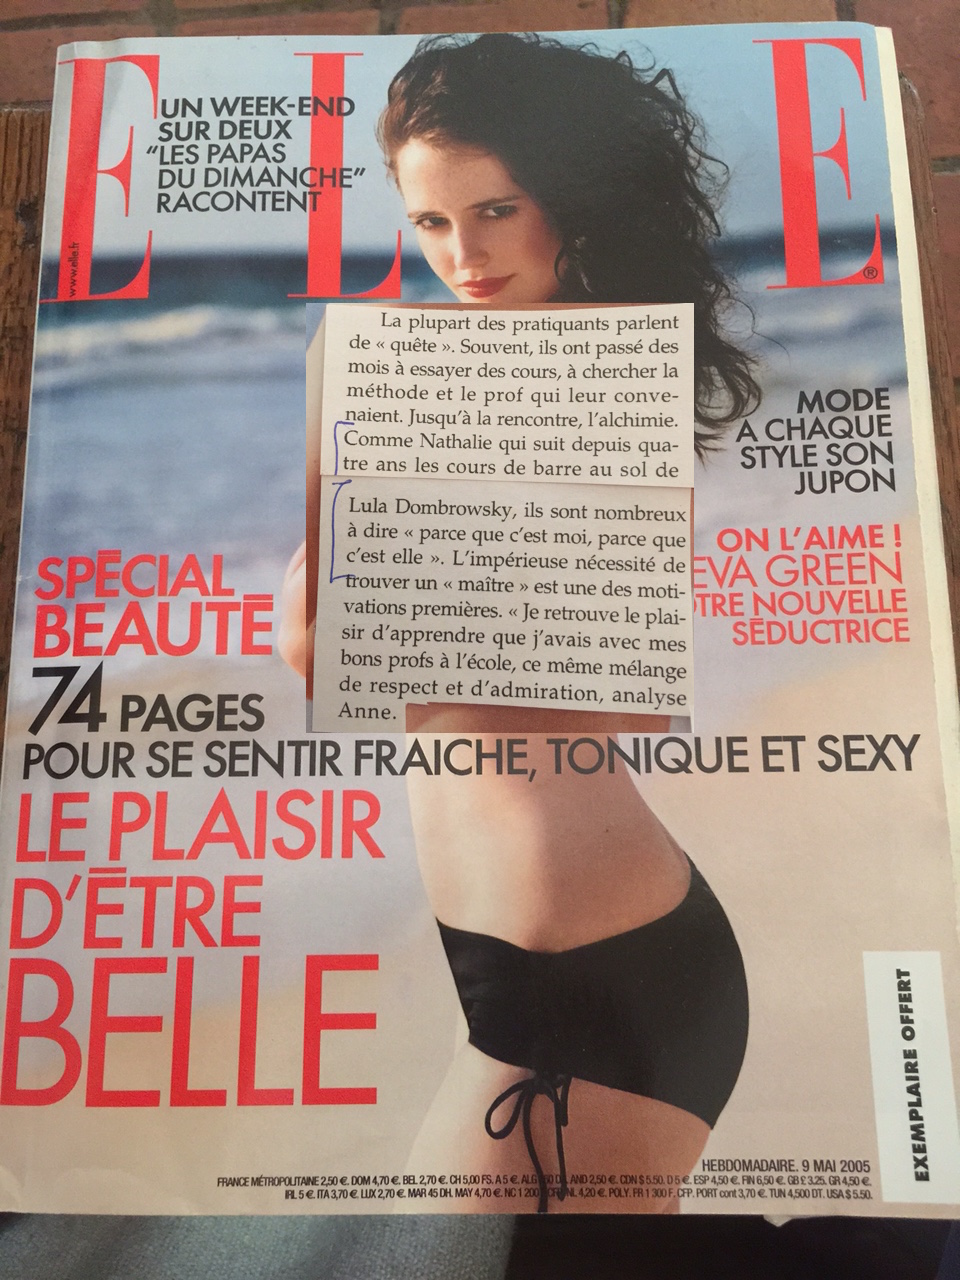 ELLE
®
www.elle.fr
UN WEEK-END
SUR DEUX
“LES PAPAS
DU DIMANCHE”
RACONTENT
La plupart des pratiquants parlent
de « quête ». Souvent, ils ont passé des
mois à essayer des cours, à chercher la
méthode et le prof qui leur conve-
naient. Jusqu’à la rencontre, l’alchimie.
Comme Nathalie qui suit depuis qua-
tre ans les cours de barre au sol de
Lula Dombrowsky, ils sont nombreux
à dire « parce que c’est moi, parce que
c’est elle ». L’impérieuse nécessité de
trouver un « maître » est une des moti-
vations premières. « Je retrouve le plai-
sir d’apprendre que j’avais avec mes
bons profs à l’école, ce même mélange
de respect et d’admiration, analyse
Anne.
MODE
A CHAQUE
STYLE SON
JUPON
ON L’AIME !
EVA GREEN
NOUVELLE
SÉDUCTRICE
SPÉCIAL
BEAUTÉ
74 PAGES
POUR SE SENTIR FRAICHE, TONIQUE ET SEXY
LE PLAISIR
D’ÊTRE
BELLE
EXEMPLAIRE OFFERT
HEBDOMADAIRE. 9 MAI 2005
FRANCE MÉTROPOLITAINE 2,50 €. DOM 4,70 €. BEL 2,70 €. CH 5,00 FS. A 5 €. AND 2,50 €. CDN $ 5.50. D 5 €. ESP 4,50 €. FIN 6,50 €. GB £ 3.25. GR 4,50 €.
IRL 5 €. ITA 3,70 €. LUX 2,70 €. MAR 45 DH. MAY 4,70 €. NC 1 200 4,20 €. POLY. FR 1 300 F. CFP. PORT cont 3,70 €. TUN 4,500 DT. USA $ 5.50.